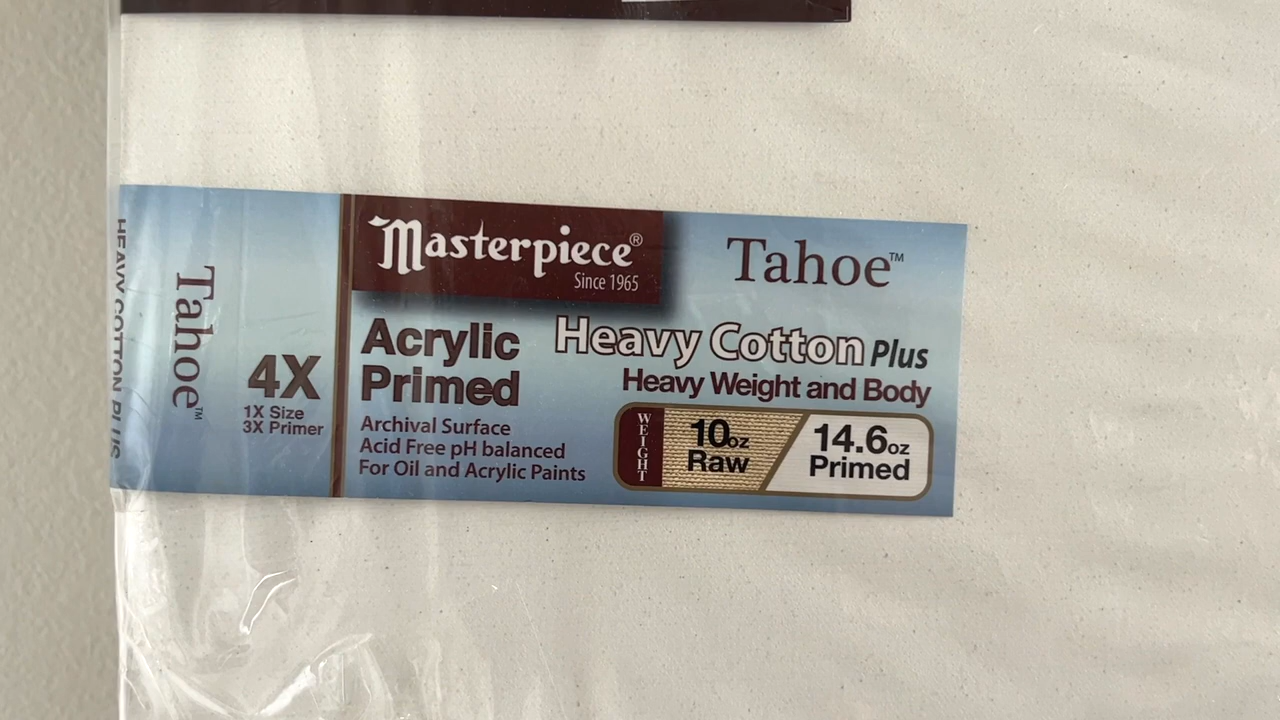 HEAVY COTTON PLUS
Tahoe™
4X
1X Size
3X Primer
Masterpiece®
Since 1965
Tahoe™
Acrylic
Primed
Archival Surface
Acid Free pH balanced
For Oil and Acrylic Paints
Heavy Cotton Plus
Heavy Weight and Body
WEIGHT
10oz
Raw
14.6oz
Primed